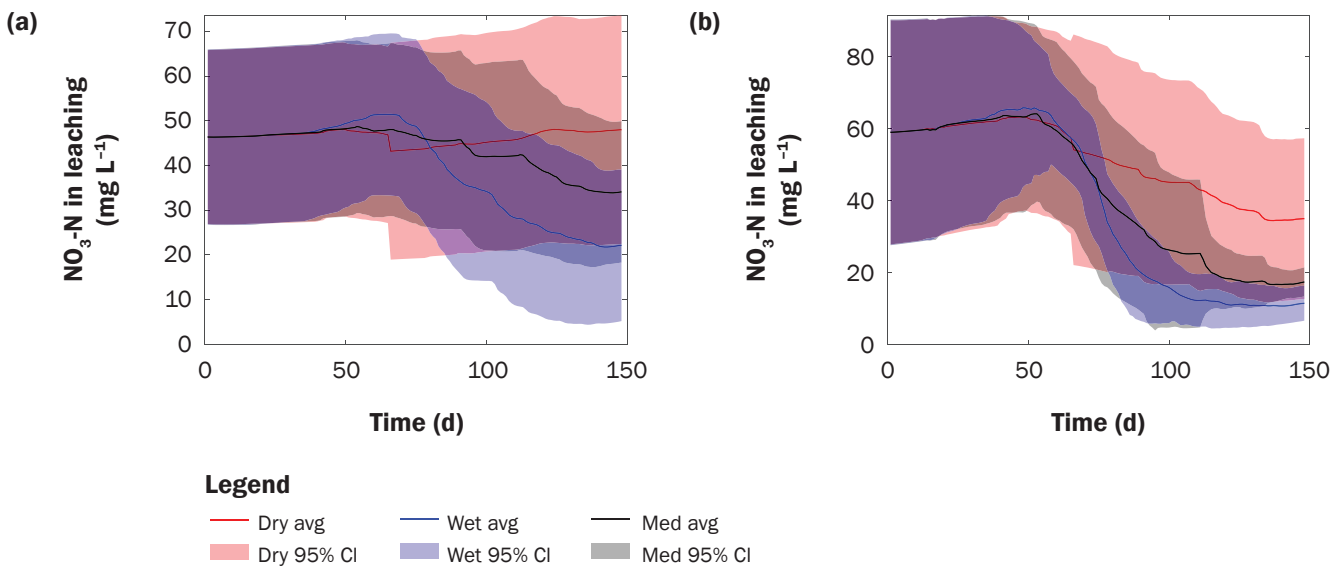 (a)
70
60
50
40
30
20
10
0
NO3-N in leaching
(mg L–1)
0 50 100 150
Time (d)
(b)
80
60
40
20
0
NO3-N in leaching
(mg L–1)
0 50 100 150
Time (d)
Legend
Dry avg Wet avg Med avg
Dry 95% CI Wet 95% CI Med 95% CI